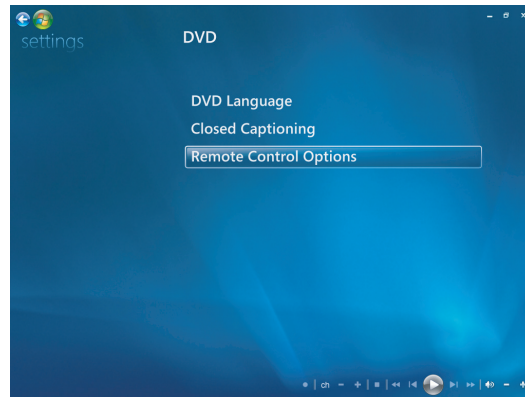 settings
DVD
DVD Language
Closed Captioning
Remote Control Options
ch